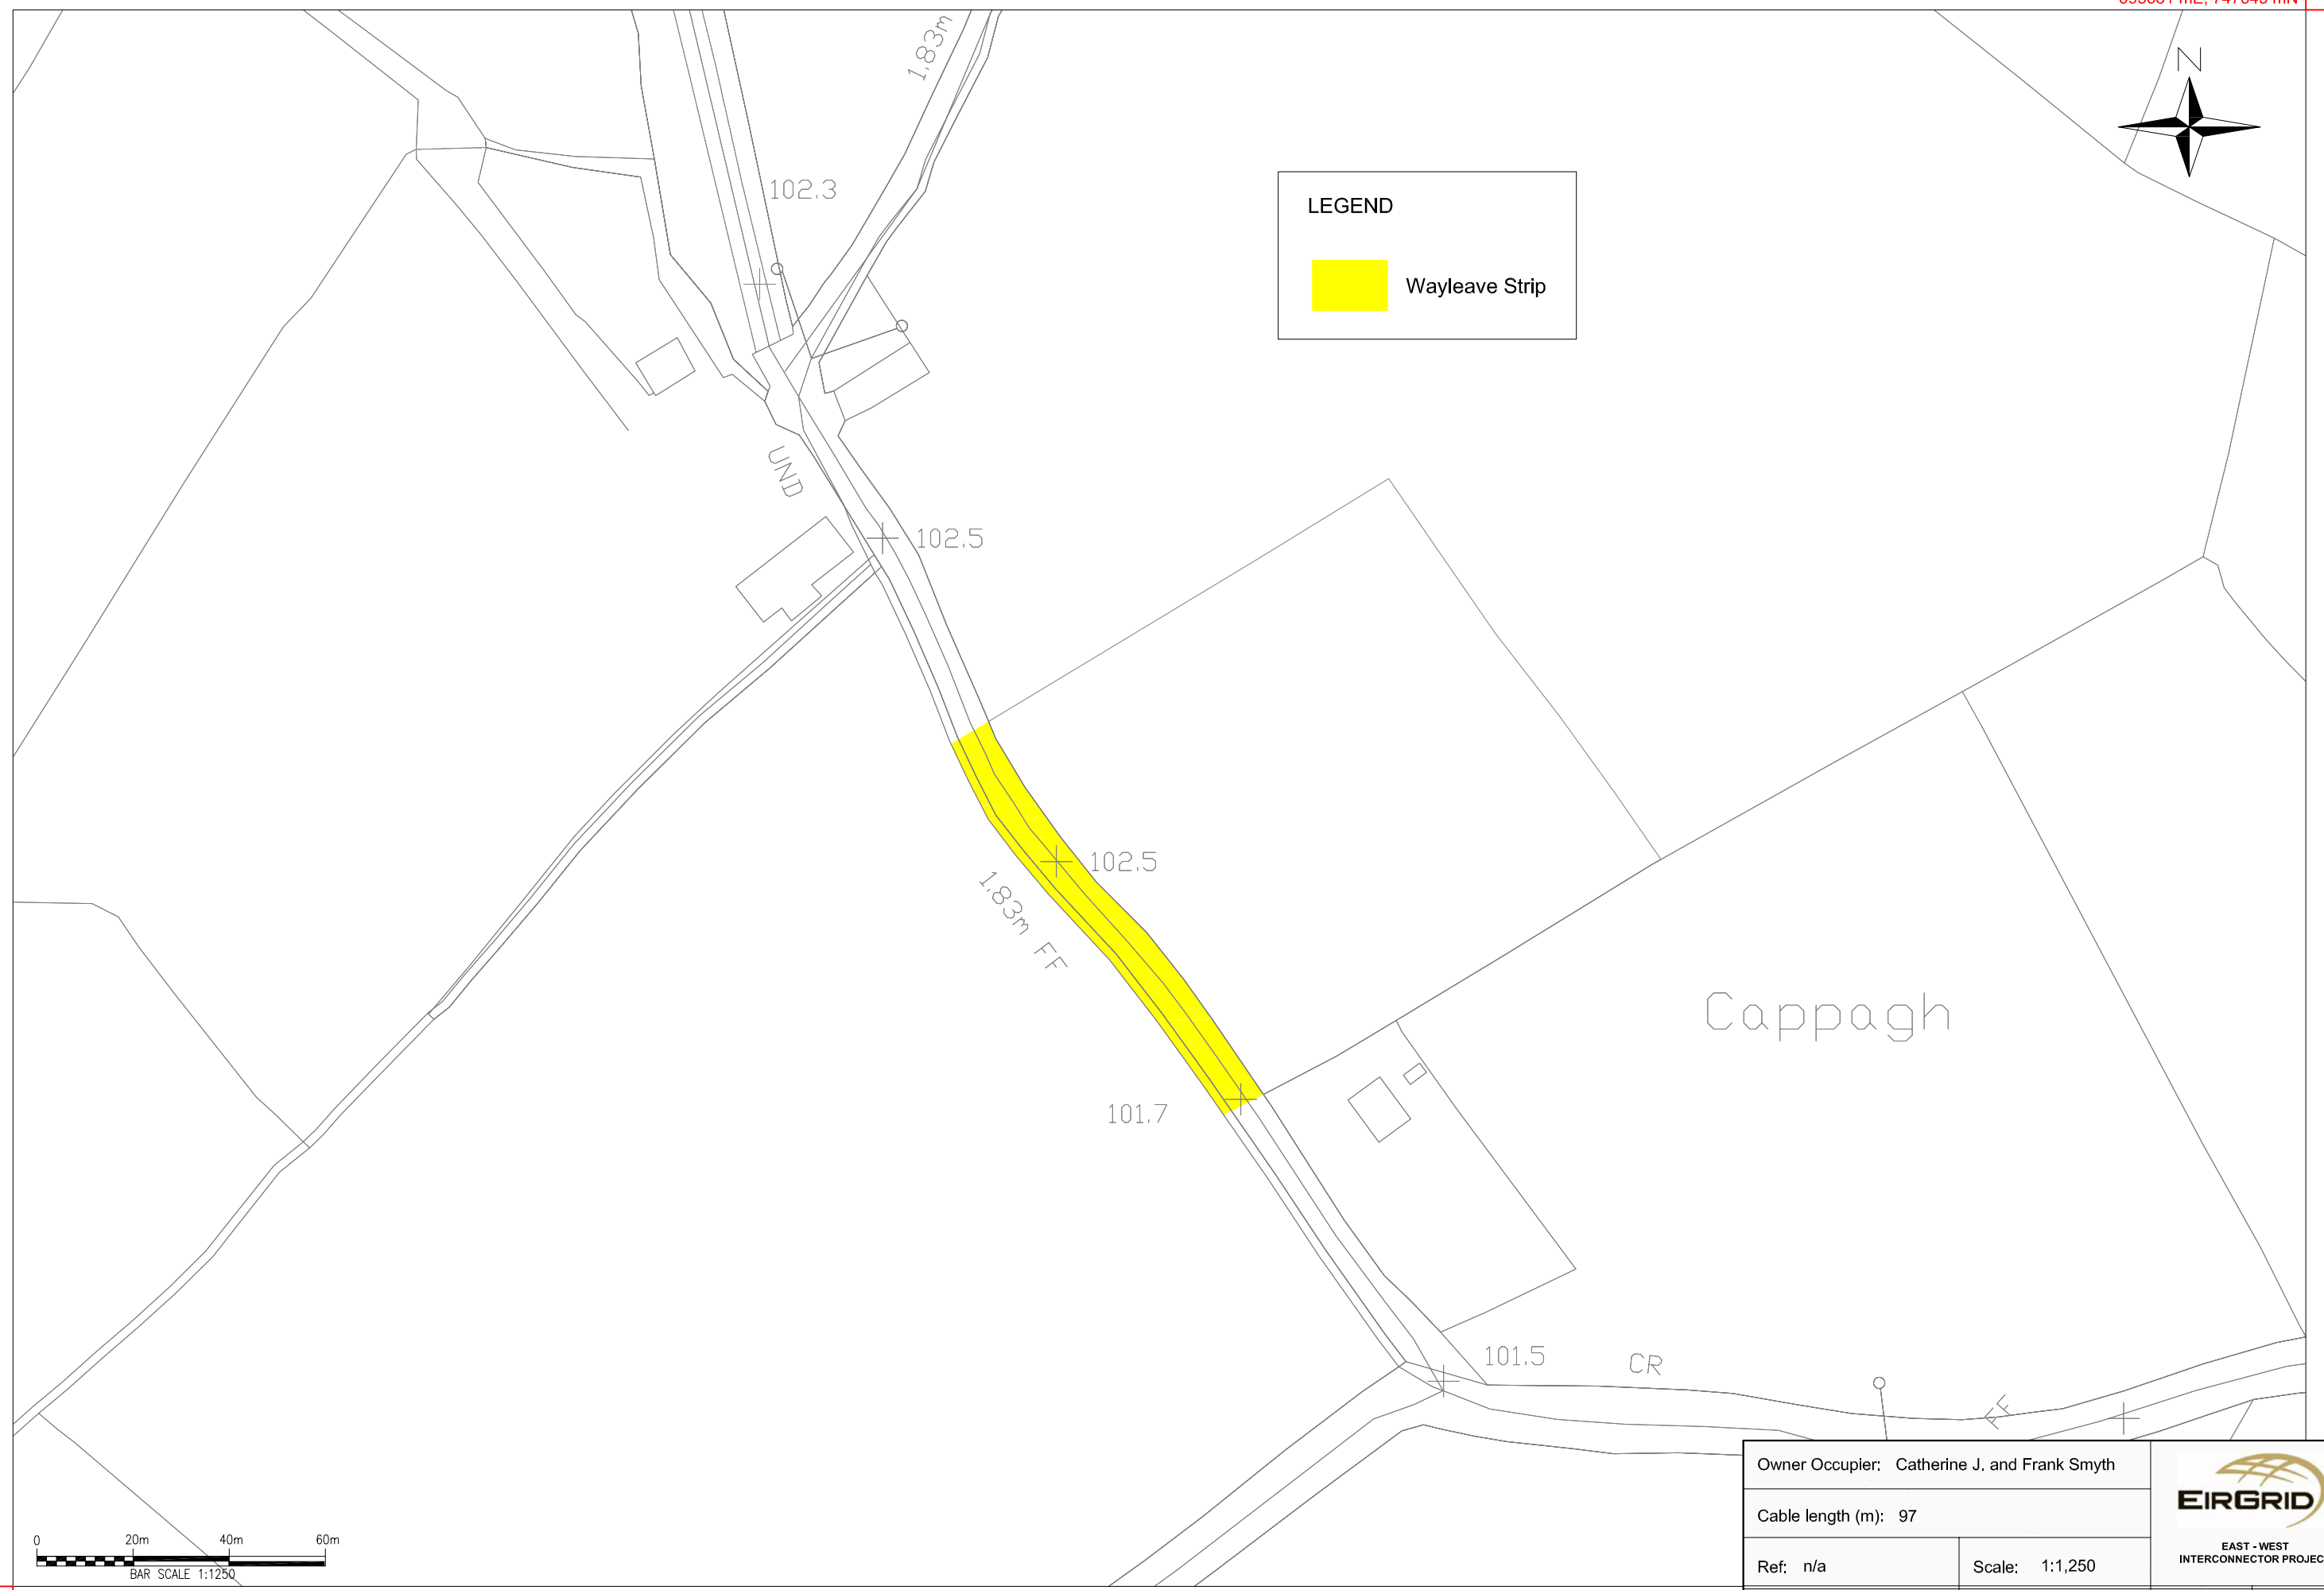 N
1.83m
102.3
LEGEND
Wayleave Strip
UND
102.5
102.5
1.83m FF
Cappagh
101.7
101.5
CR
FF
Owner Occupier: Catherine J. and Frank Smyth
Cable length (m): 97
Ref: n/a
Scale: 1:1,250
EIRGRID
EAST - WEST
INTERCONNECTOR PROJEC
0 20m 40m 60m
BAR SCALE 1:1250